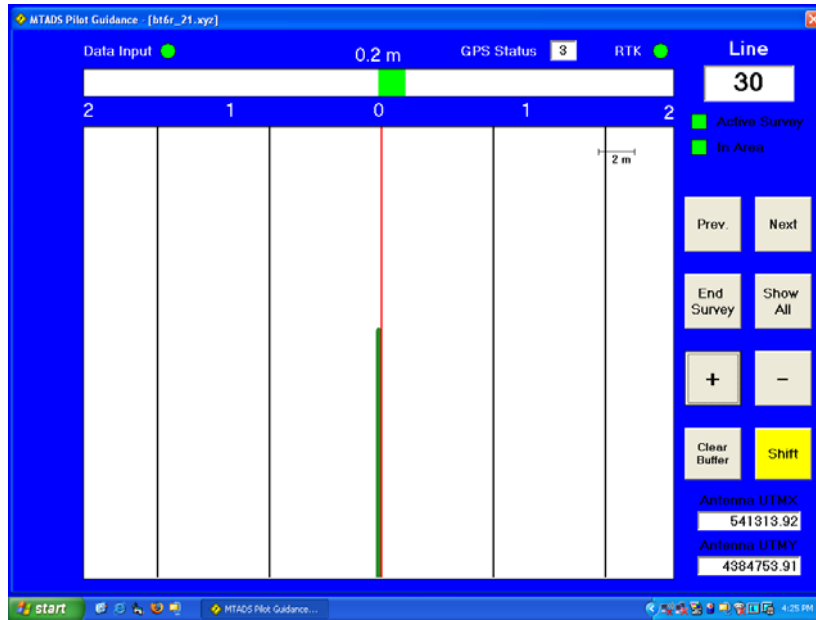 MTADS Pilot Guidance - [bt6r_21.xyz]
Data Input
0.2 m
GPS Status 3
RTK
Line
30
2 1 0 1 2
Active Survey
In Area
2 m
Prev. Next
End Survey
Show All
+ -
Clear Buffer
Shift
Antenna UTMX
541313.92
Antenna UTMY
4384753.91
start
MTADS Pilot Guidance...
4:25 PM